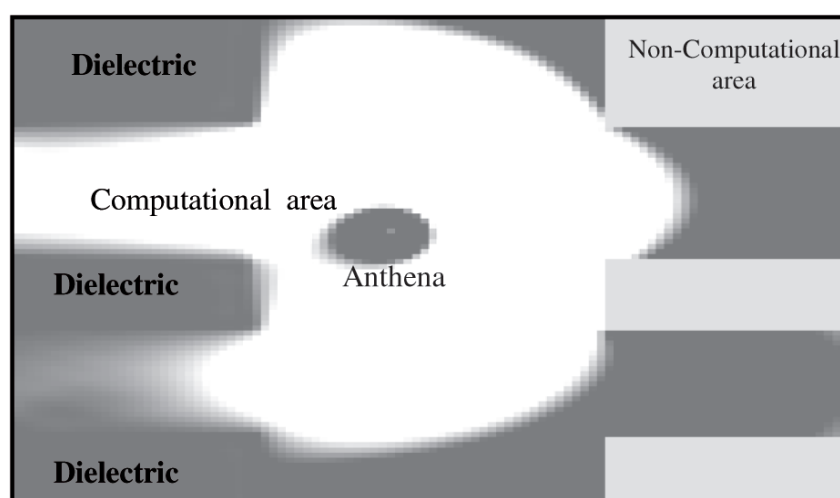 Dielectric
Non-Computational
area
Computational area
Anthena
Dielectric
Dielectric